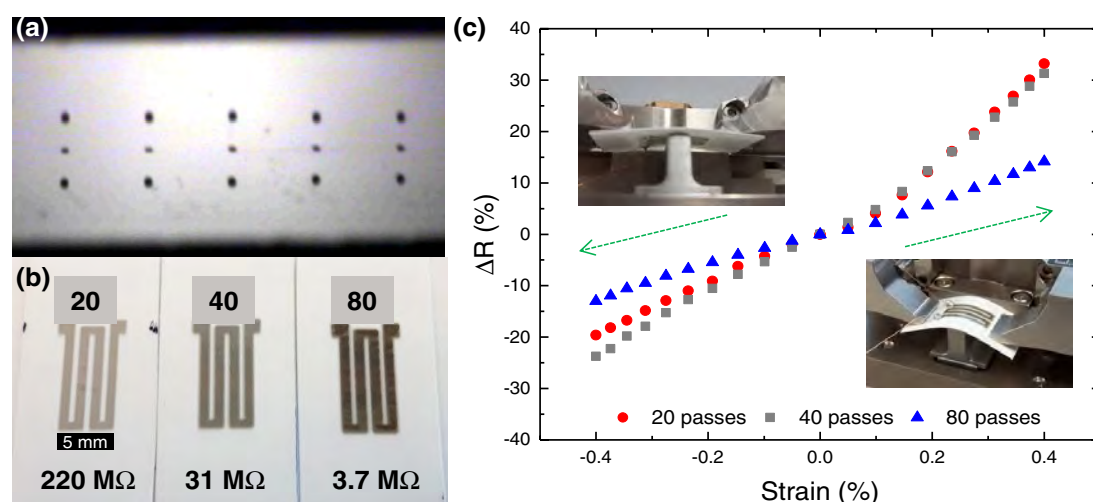 (a)
(b)
20
40
80
5 mm
220 MΩ
31 MΩ
3.7 MΩ
(c)
ΔR (%)
40
30
20
10
0
-10
-20
-30
-40
20 passes
40 passes
80 passes
-0.4
-0.2
0.0
0.2
0.4
Strain (%)